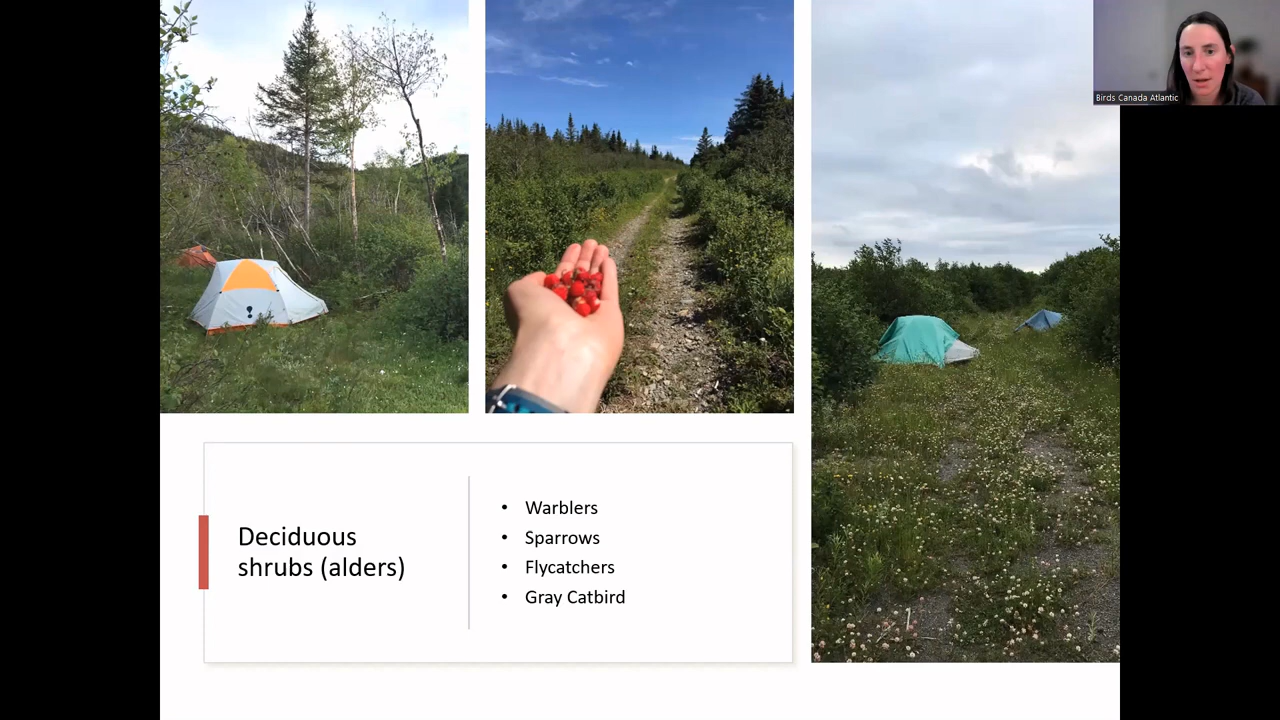 Birds Canada Atlantic
Deciduous
shrubs (alders)
• Warblers
• Sparrows
• Flycatchers
• Gray Catbird